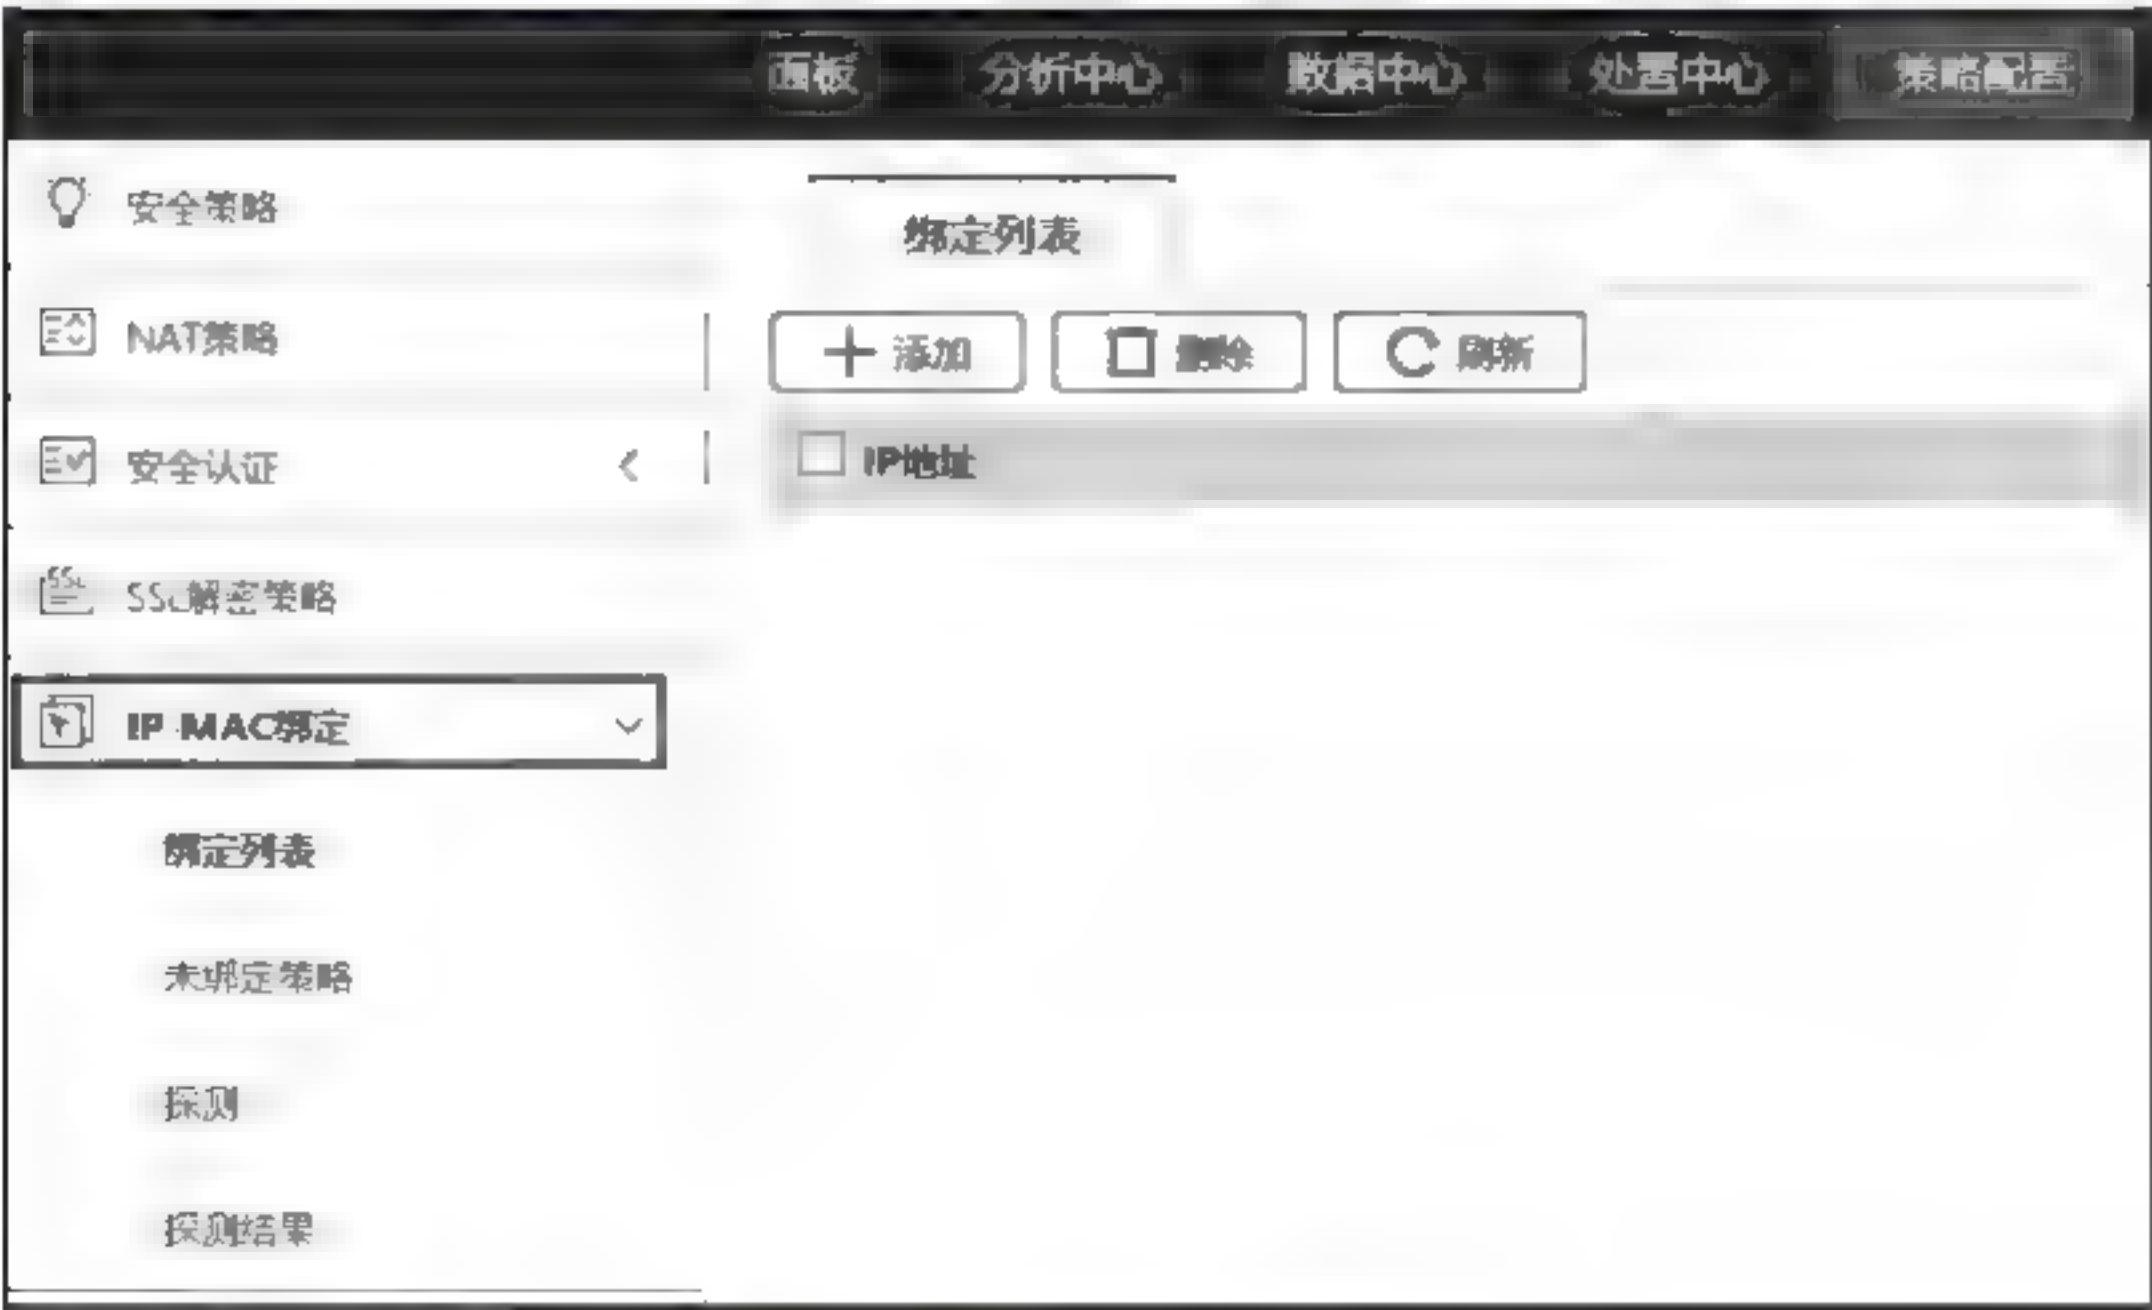 面板 分析中心 数据中心 处置中心 策略配置
安全策略
绑定列表
NAT策略
添加 删除 刷新
安全认证
IP地址
SSL解密策略
IP-MAC绑定
绑定列表
未绑定策略
探测
探测结果